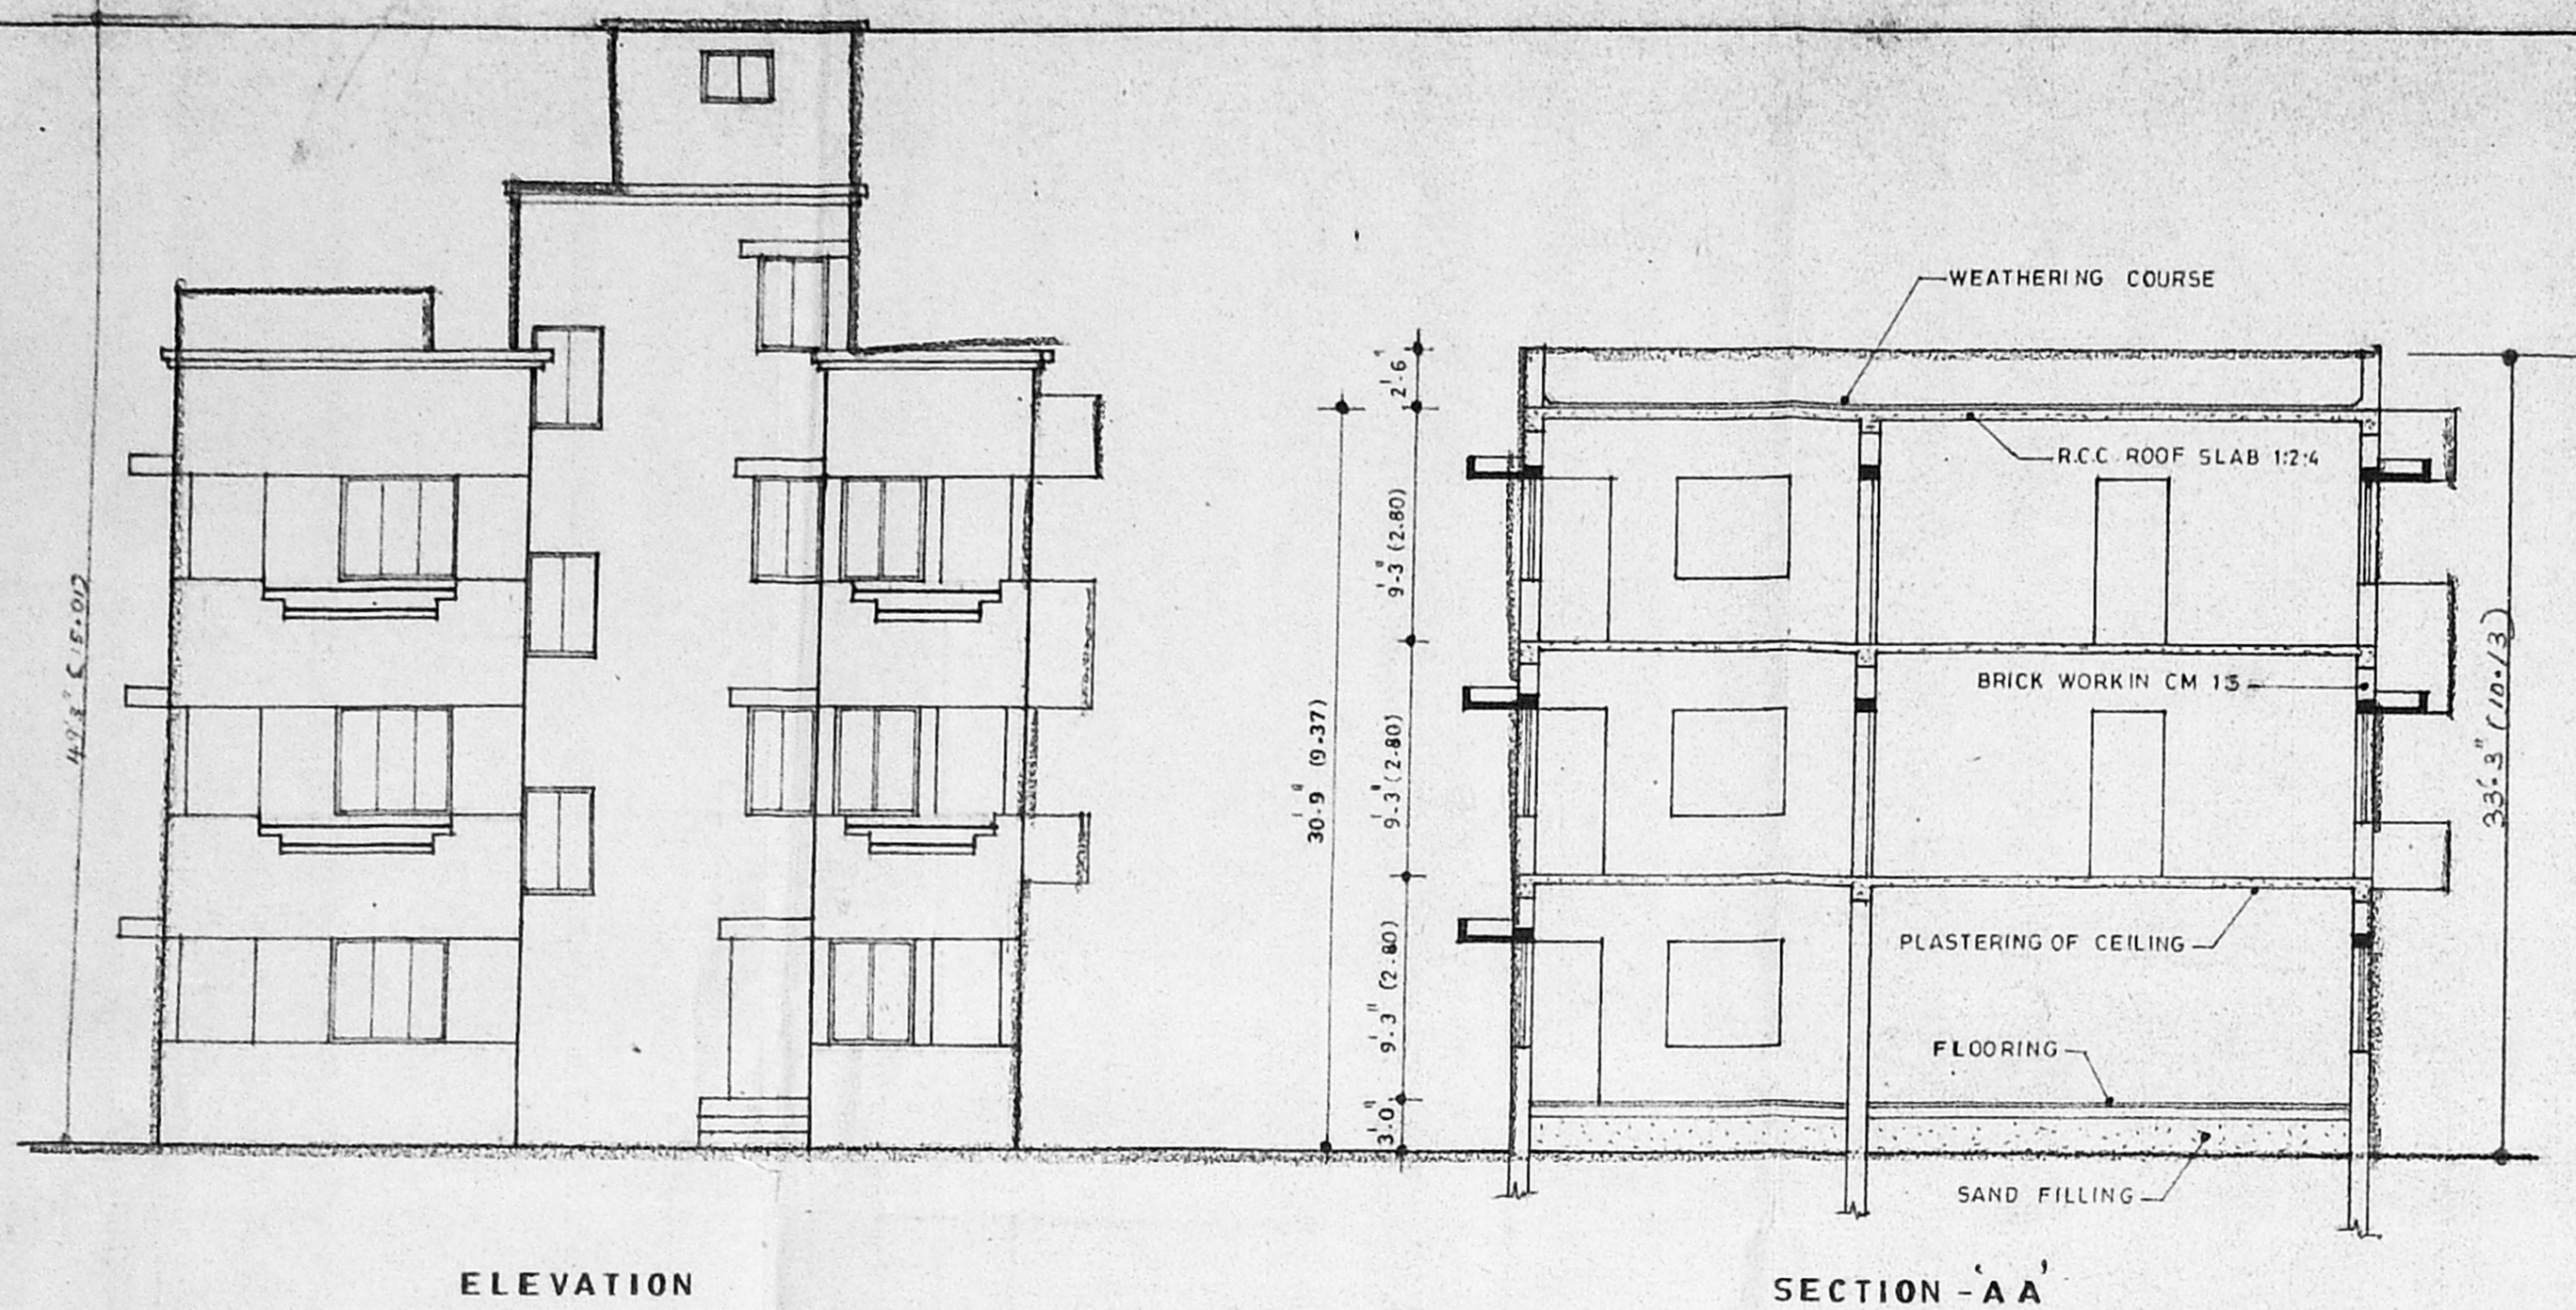 49'.3" (15.01)
ELEVATION
2'-6"
9'-3" (2.80)
9'-3" (2.80)
9'.3" (2.80)
3'.0"
30'-9" (9.37)
WEATHERING COURSE
R.C.C. ROOF SLAB 1:2:4
BRICK WORK IN CM 1:5
PLASTERING OF CEILING
FLOORING
SAND FILLING
33'.3" (10.13)
SECTION -'AA'